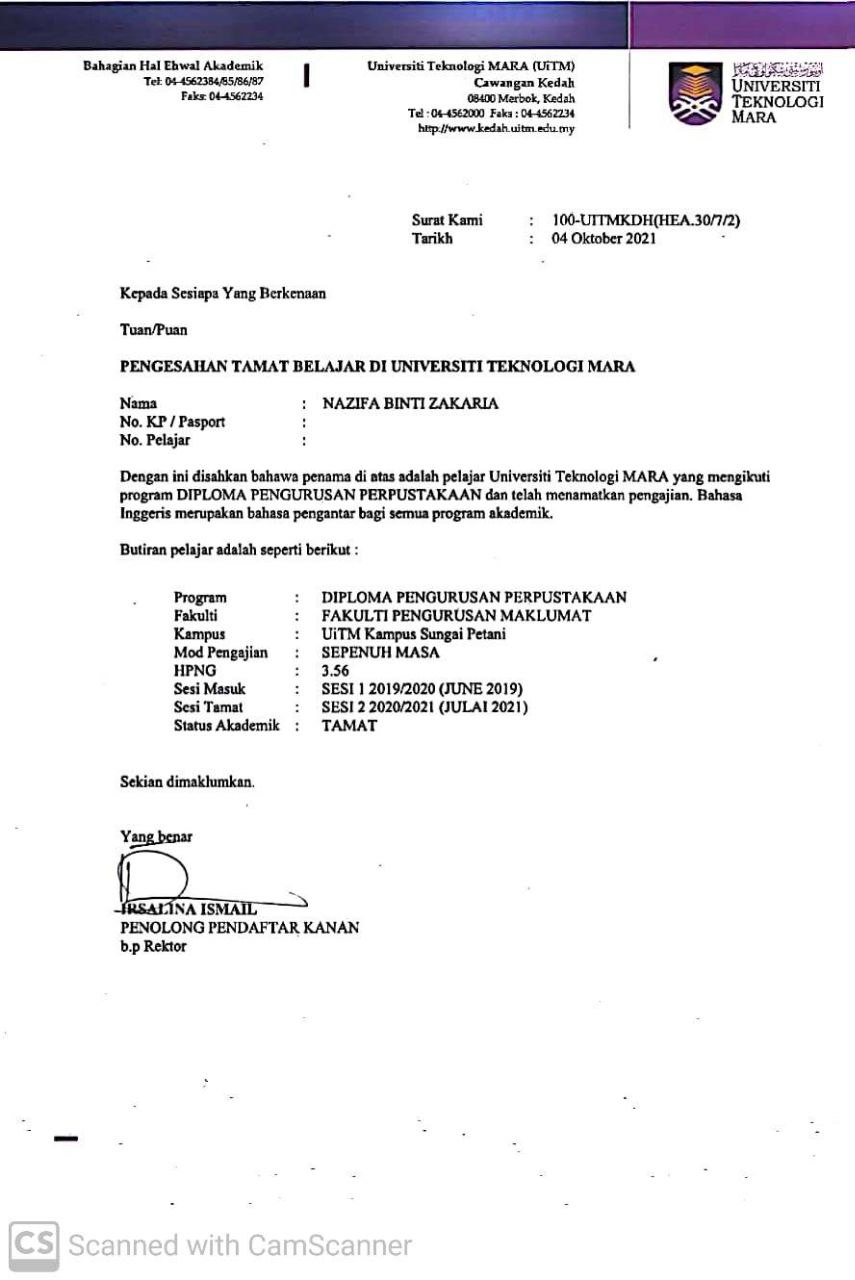 Bahagian Hal Ehwal Akademik
Tel: 04-4562384/85/86/87
Faks: 04-4562234
Universiti Teknologi MARA (UiTM)
Cawangan Kedah
08400 Merbok, Kedah
Tel : 04-4562000 Faks : 04-4562234
http://www.kedah.uitm.edu.my
UNIVERSITI
TEKNOLOGI
MARA
Surat Kami : 100-UITMKDH(HEA.30/7/2)
Tarikh : 04 Oktober 2021
Kepada Sesiapa Yang Berkenaan
Tuan/Puan
PENGESAHAN TAMAT BELAJAR DI UNIVERSITI TEKNOLOGI MARA
Nama : NAZIFA BINTI ZAKARIA
No. KP / Pasport :
No. Pelajar :
Dengan ini disahkan bahawa penama di atas adalah pelajar Universiti Teknologi MARA yang mengikuti
program DIPLOMA PENGURUSAN PERPUSTAKAAN dan telah menamatkan pengajian. Bahasa
Inggeris merupakan bahasa pengantar bagi semua program akademik.
Butiran pelajar adalah seperti berikut :
Program : DIPLOMA PENGURUSAN PERPUSTAKAAN
Fakulti : FAKULTI PENGURUSAN MAKLUMAT
Kampus : UiTM Kampus Sungai Petani
Mod Pengajian : SEPENUH MASA
HPNG : 3.56
Sesi Masuk : SESI 1 2019/2020 (JUNE 2019)
Sesi Tamat : SESI 2 2020/2021 (JULAI 2021)
Status Akademik : TAMAT
Sekian dimaklumkan.
Yang benar
IRSALINA ISMAIL
PENOLONG PENDAFTAR KANAN
b.p Rektor
CS Scanned with CamScanner